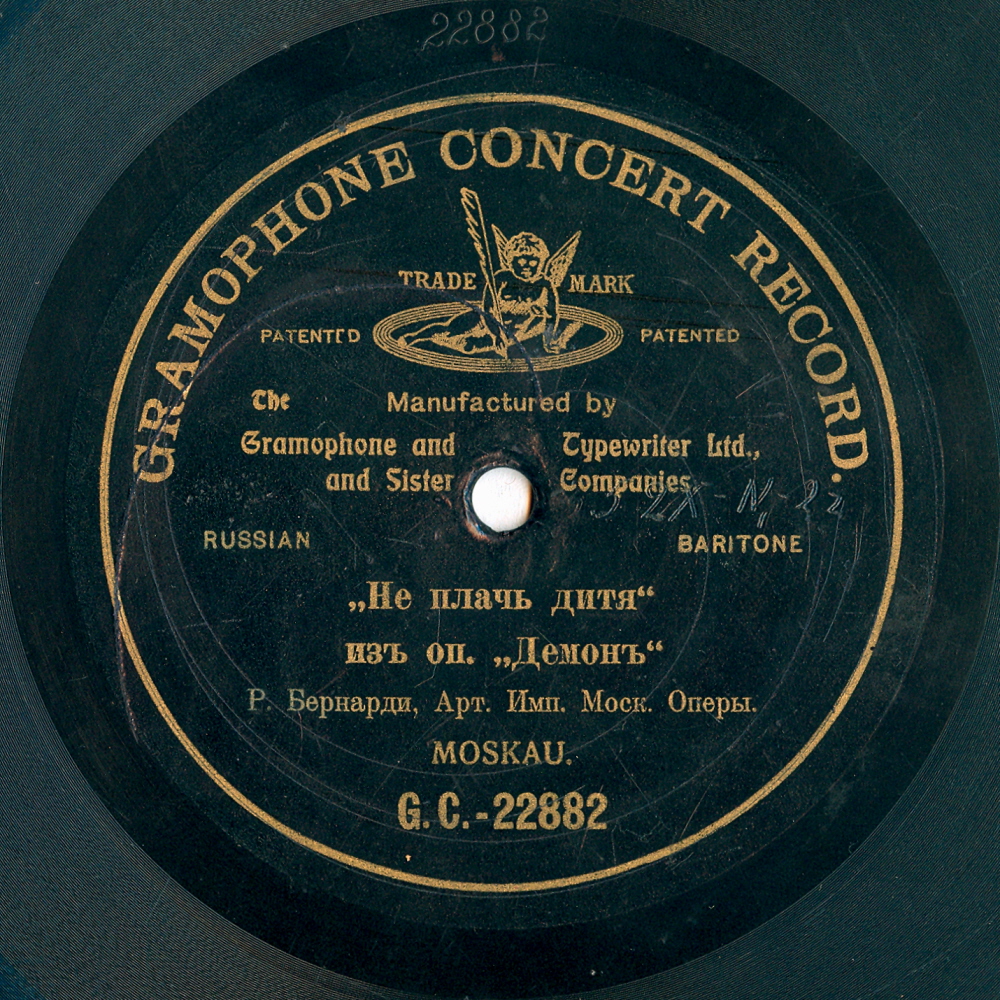 22882
GRAMOPHONE CONCERT RECORD.
TRADE MARK
PATENTED PATENTED
Manufactured by
The
Gramophone and Typewriter Ltd.,
and Sister Companies
RUSSIAN BARITONE
„Не плачь дитя“
изъ оп. „Демонъ“
Р. Бернарди, Арт. Имп. Моск. Оперы.
MOSKAU.
G.C.-22882